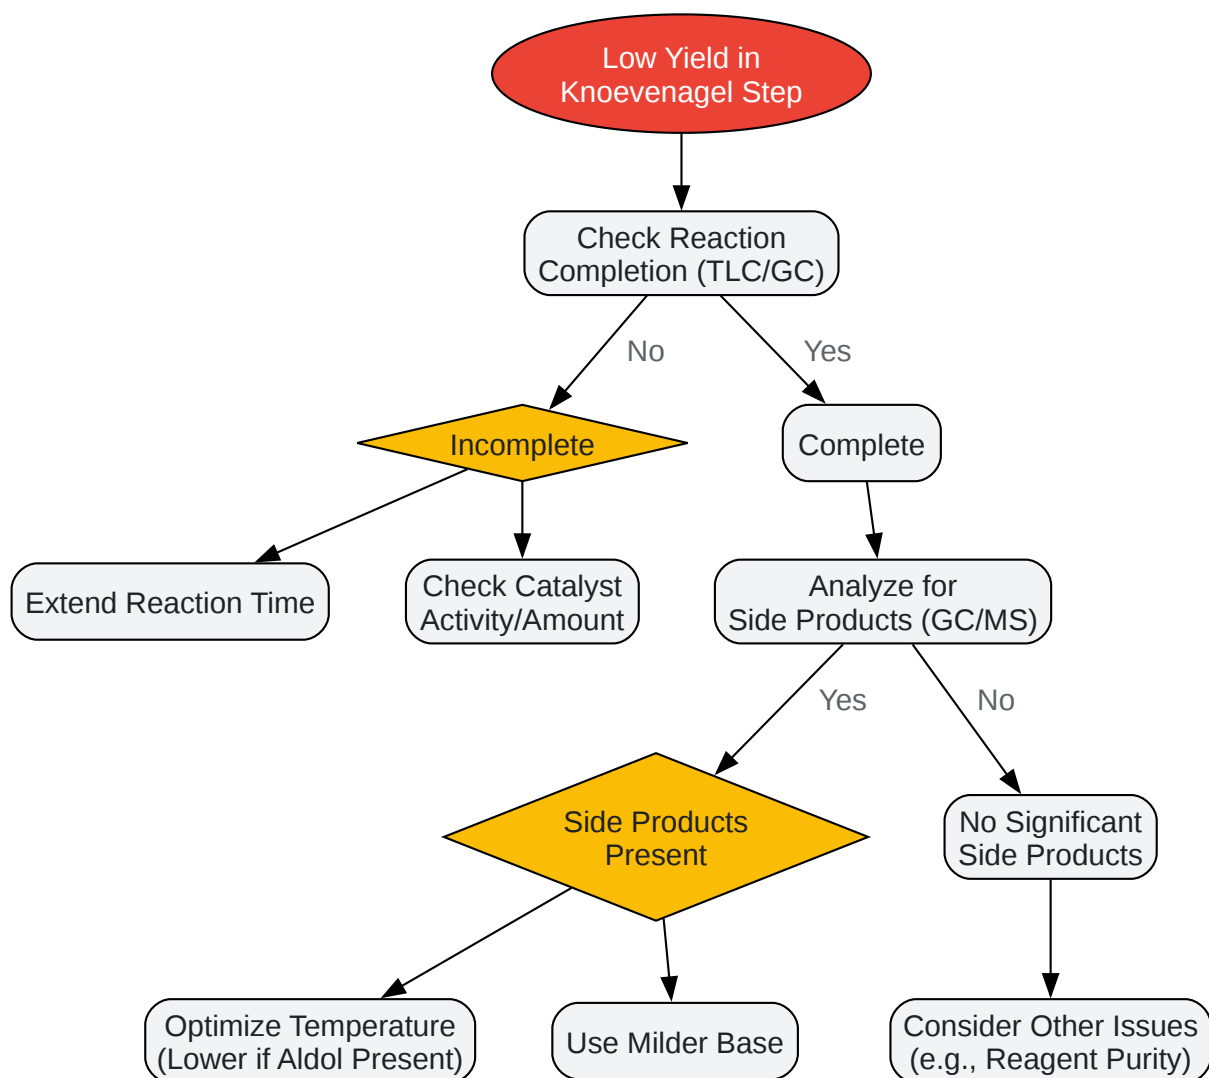 Low Yield in
Knoevenagel Step
Check Reaction
Completion (TLC/GC)
No
Yes
Incomplete
Complete
Extend Reaction Time
Check Catalyst
Activity/Amount
Analyze for
Side Products (GC/MS)
Yes
No
Side Products
Present
No Significant
Side Products
Optimize Temperature
(Lower if Aldol Present)
Use Milder Base
Consider Other Issues
(e.g., Reagent Purity)